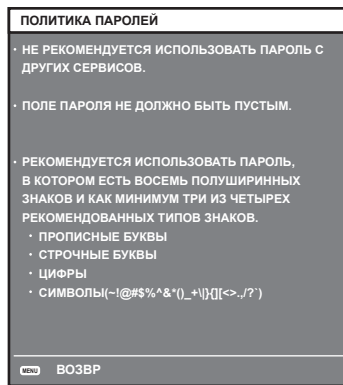 ПОЛИТИКА ПАРОЛЕЙ
· НЕ РЕКОМЕНДУЕТСЯ ИСПОЛЬЗОВАТЬ ПАРОЛЬ С
ДРУГИХ СЕРВИСОВ.
· ПОЛЕ ПАРОЛЯ НЕ ДОЛЖНО БЫТЬ ПУСТЫМ.
· РЕКОМЕНДУЕТСЯ ИСПОЛЬЗОВАТЬ ПАРОЛЬ,
В КОТОРОМ ЕСТЬ ВОСЕМЬ ПОЛУШИРИННЫХ
ЗНАКОВ И КАК МИНИМУМ ТРИ ИЗ ЧЕТЫРЕХ
РЕКОМЕНДОВАННЫХ ТИПОВ ЗНАКОВ.
· ПРОПИСНЫЕ БУКВЫ
· СТРОЧНЫЕ БУКВЫ
· ЦИФРЫ
· СИМВОЛЫ(~!@#$%^&*()_+\|}{][<>.,/?`)
MENU ВОЗВР